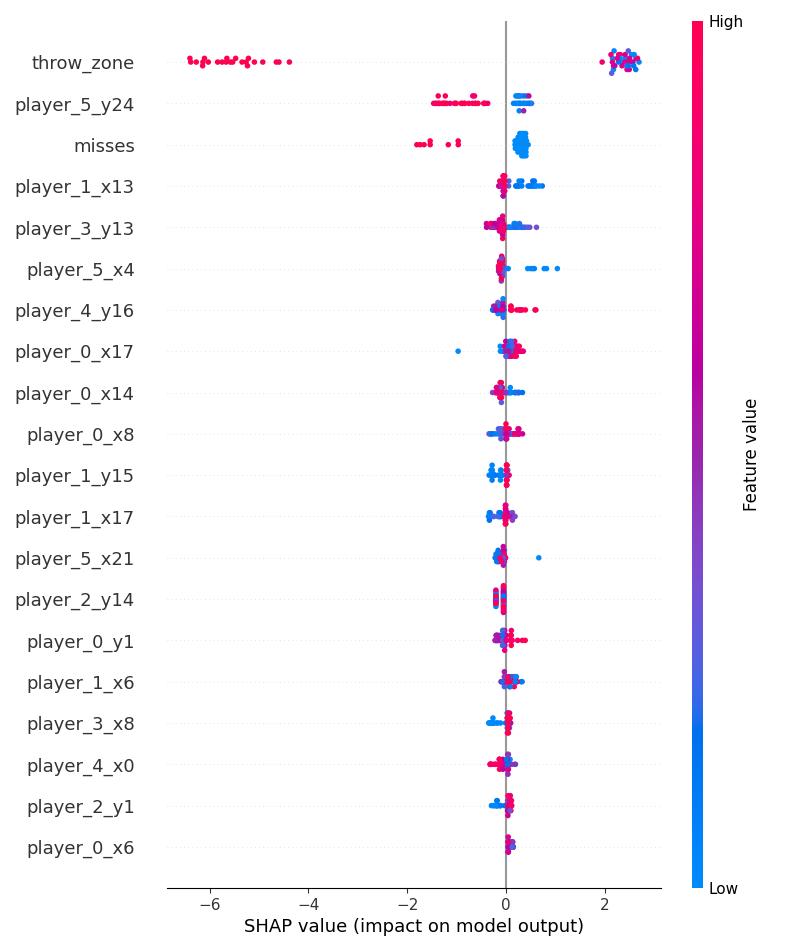 High
throw_zone
player_5_y24
misses
player_1_x13
player_3_y13
player_5_x4
player_4_y16
player_0_x17
player_0_x14
player_0_x8
player_1_y15
player_1_x17
player_5_x21
player_2_y14
player_0_y1
player_1_x6
player_3_x8
player_4_x0
player_2_y1
player_0_x6
Feature value
Low
−6 −4 −2 0 2
SHAP value (impact on model output)